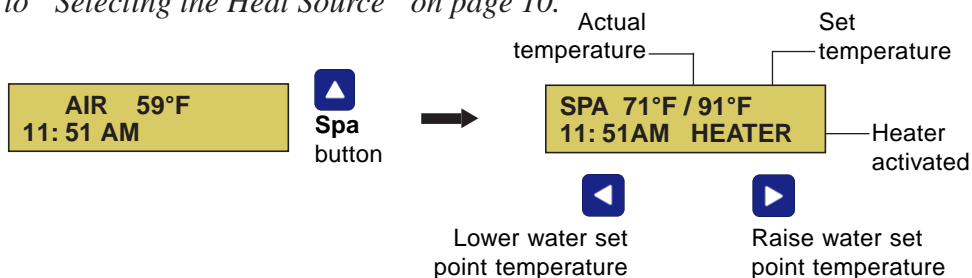 to "Selecting the Heat Source" on page 10.
Actual
temperature
Set
temperature
AIR 59°F
11: 51 AM
Spa
button
SPA 71°F / 91°F
11: 51AM HEATER
Heater
activated
Lower water set
point temperature
Raise water set
point temperature